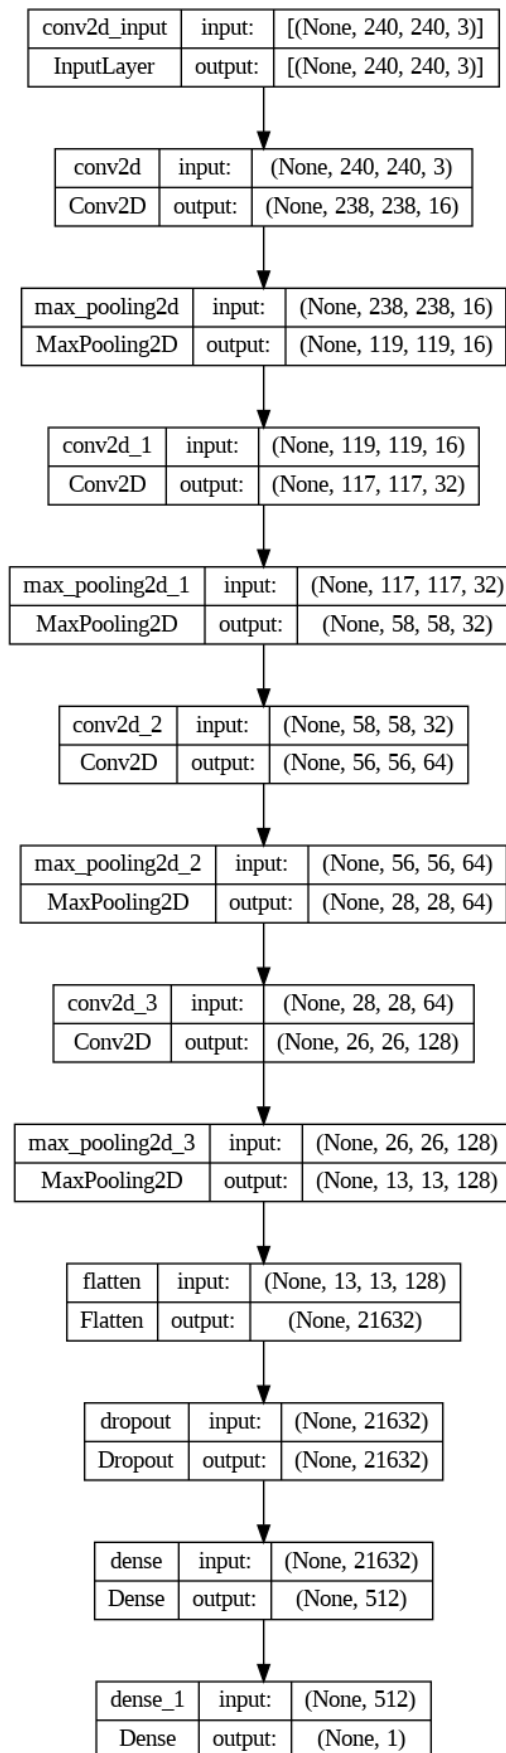 conv2d_input input: [(None, 240, 240, 3)]
InputLayer output: [(None, 240, 240, 3)]
conv2d input: (None, 240, 240, 3)
Conv2D output: (None, 238, 238, 16)
max_pooling2d input: (None, 238, 238, 16)
MaxPooling2D output: (None, 119, 119, 16)
conv2d_1 input: (None, 119, 119, 16)
Conv2D output: (None, 117, 117, 32)
max_pooling2d_1 input: (None, 117, 117, 32)
MaxPooling2D output: (None, 58, 58, 32)
conv2d_2 input: (None, 58, 58, 32)
Conv2D output: (None, 56, 56, 64)
max_pooling2d_2 input: (None, 56, 56, 64)
MaxPooling2D output: (None, 28, 28, 64)
conv2d_3 input: (None, 28, 28, 64)
Conv2D output: (None, 26, 26, 128)
max_pooling2d_3 input: (None, 26, 26, 128)
MaxPooling2D output: (None, 13, 13, 128)
flatten input: (None, 13, 13, 128)
Flatten output: (None, 21632)
dropout input: (None, 21632)
Dropout output: (None, 21632)
dense input: (None, 21632)
Dense output: (None, 512)
dense_1 input: (None, 512)
Dense output: (None, 1)